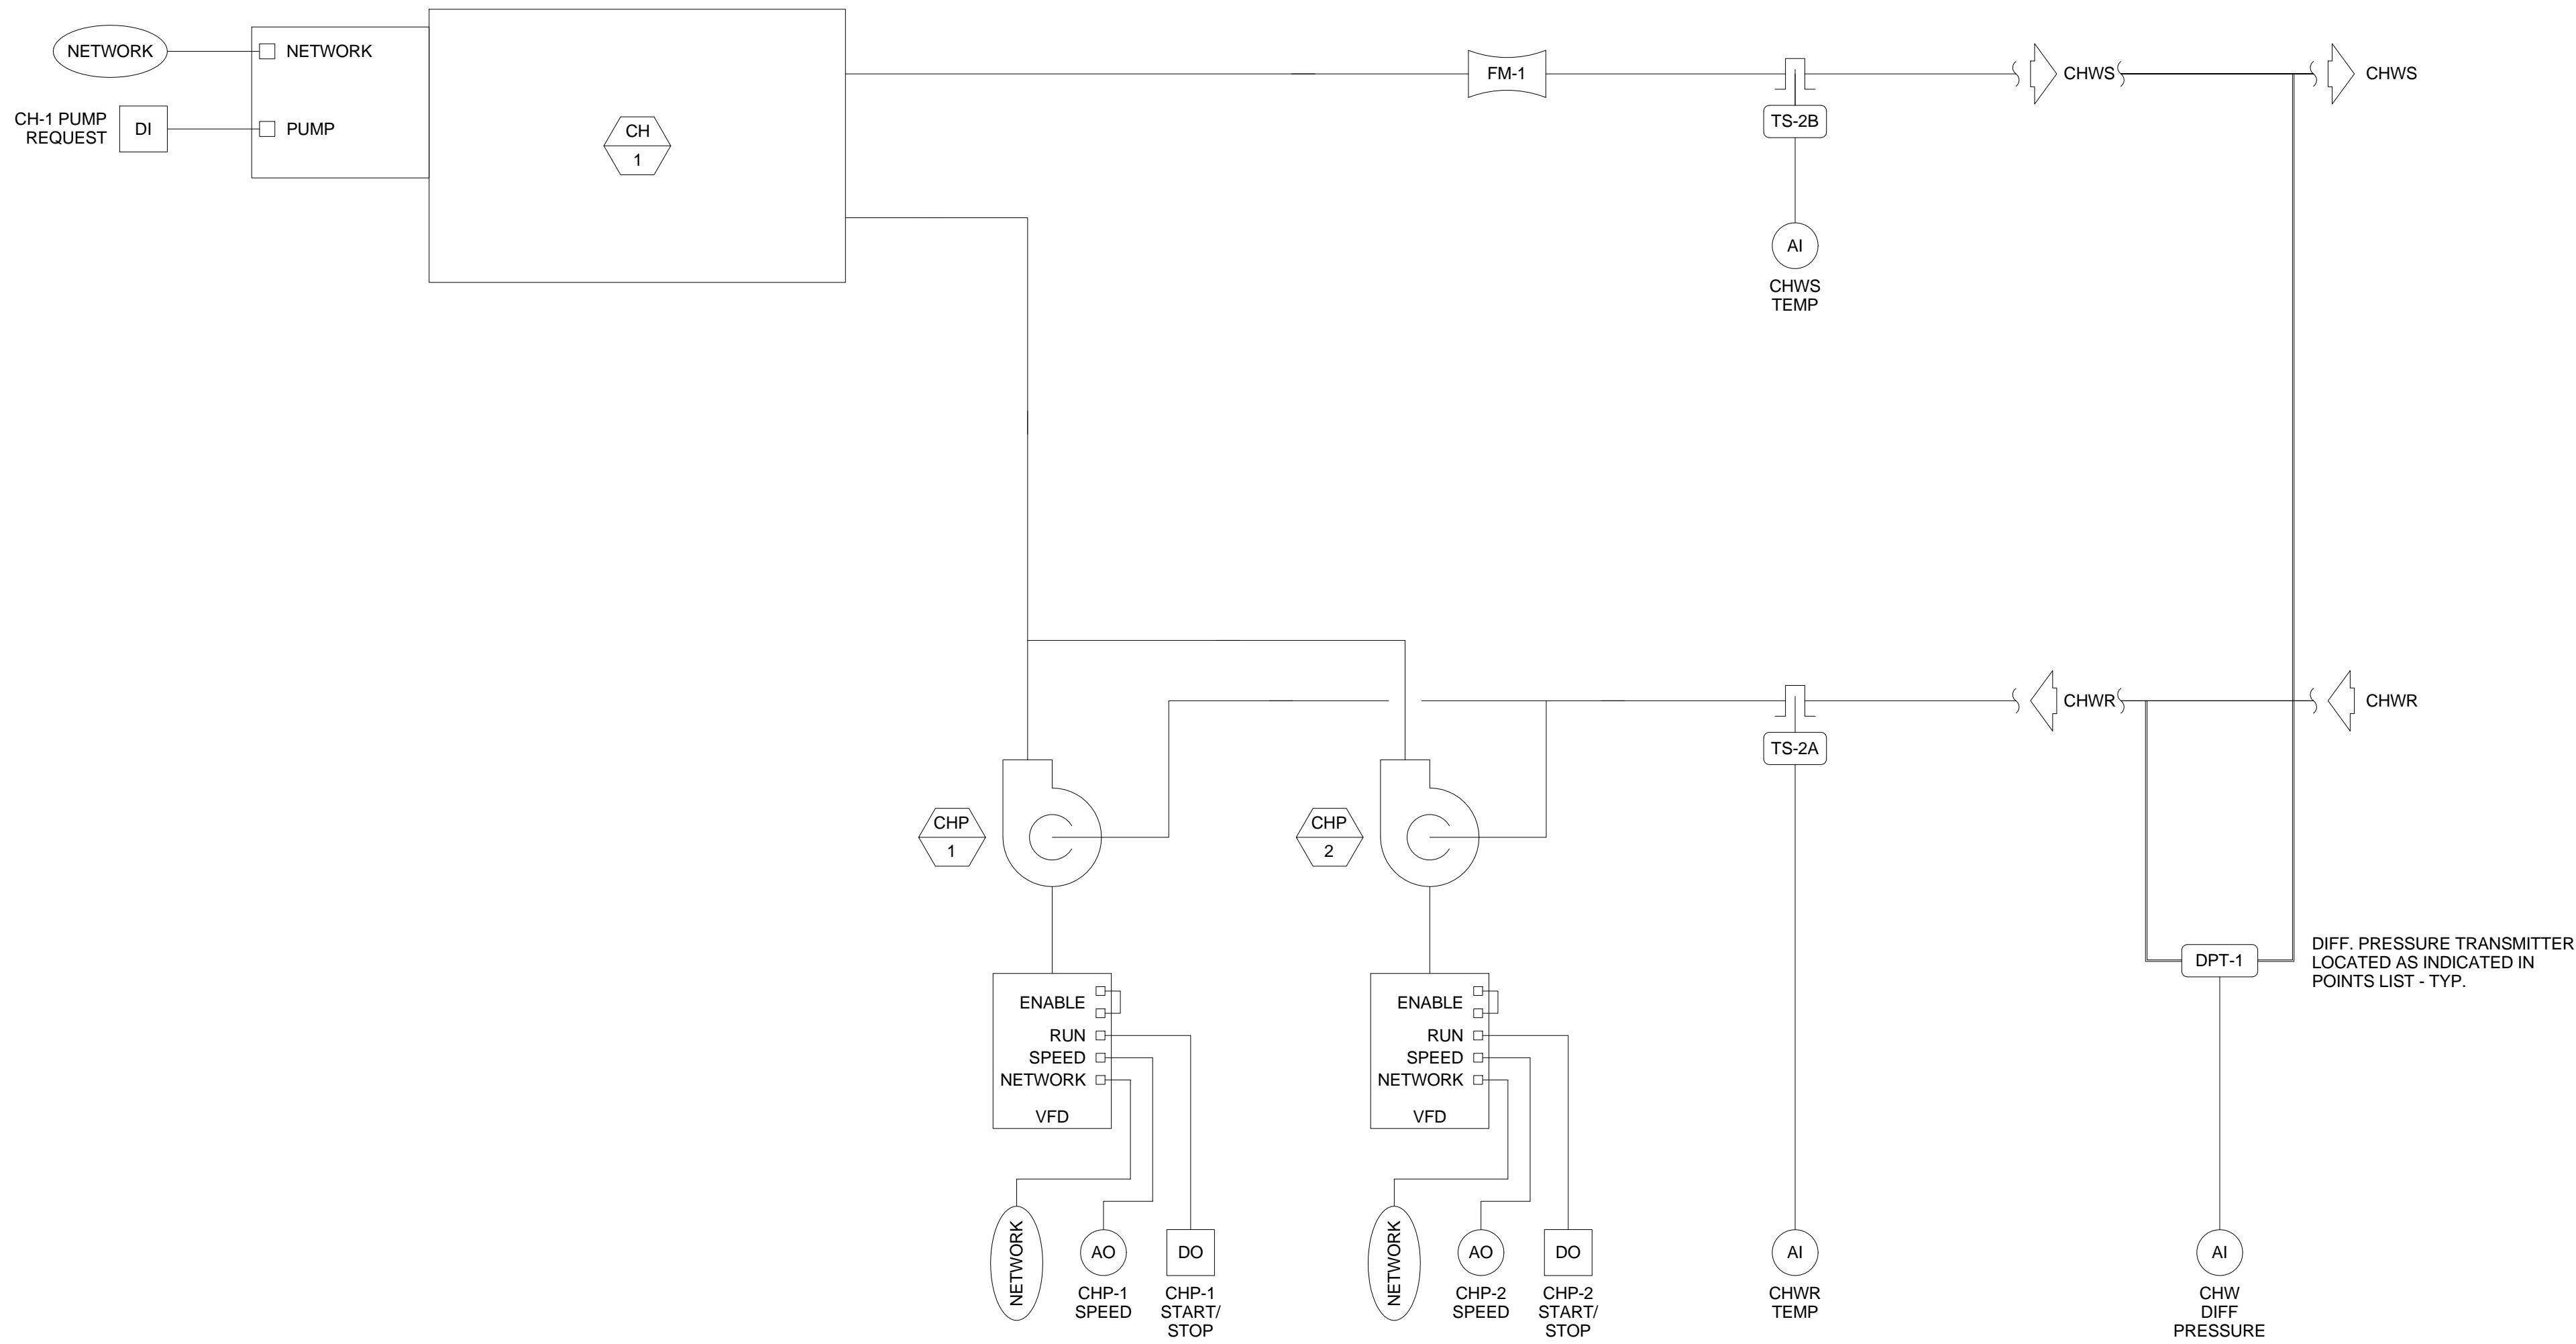 NETWORK
NETWORK
CH-1 PUMP
REQUEST
DI
PUMP
CH
1
FM-1
TS-2B
AI
CHWS
TEMP
CHWS
CHWS
CHWR
CHWR
TS-2A
CHP
1
CHP
2
ENABLE
RUN
SPEED
NETWORK
VFD
ENABLE
RUN
SPEED
NETWORK
VFD
DPT-1
DIFF. PRESSURE TRANSMITTER
LOCATED AS INDICATED IN
POINTS LIST - TYP.
NETWORK
AO
CHP-1
SPEED
DO
CHP-1
START/
STOP
NETWORK
AO
CHP-2
SPEED
DO
CHP-2
START/
STOP
AI
CHWR
TEMP
AI
CHW
DIFF
PRESSURE